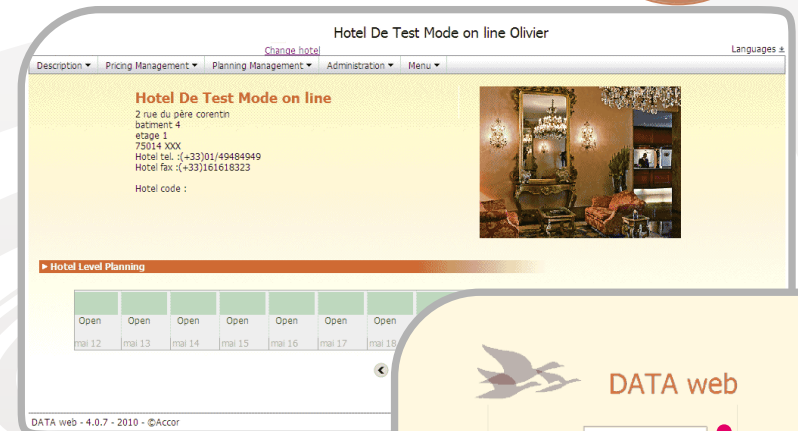 Hotel De Test Mode on line Olivier
Change hotel
Languages ±
Description ▼ Pricing Management ▼ Planning Management ▼ Administration ▼ Menu ▼
Hotel De Test Mode on line
2 rue du père corentin
batiment 4
etage 1
75014 XXX
Hotel tel. :(+33)01/49484949
Hotel fax :(+33)161618323
Hotel code :
► Hotel Level Planning
Open Open Open Open Open Open Open
mai 12 mai 13 mai 14 mai 15 mai 16 mai 17 mai 18
DATA web
DATA web - 4.0.7 - 2010 - ©Accor